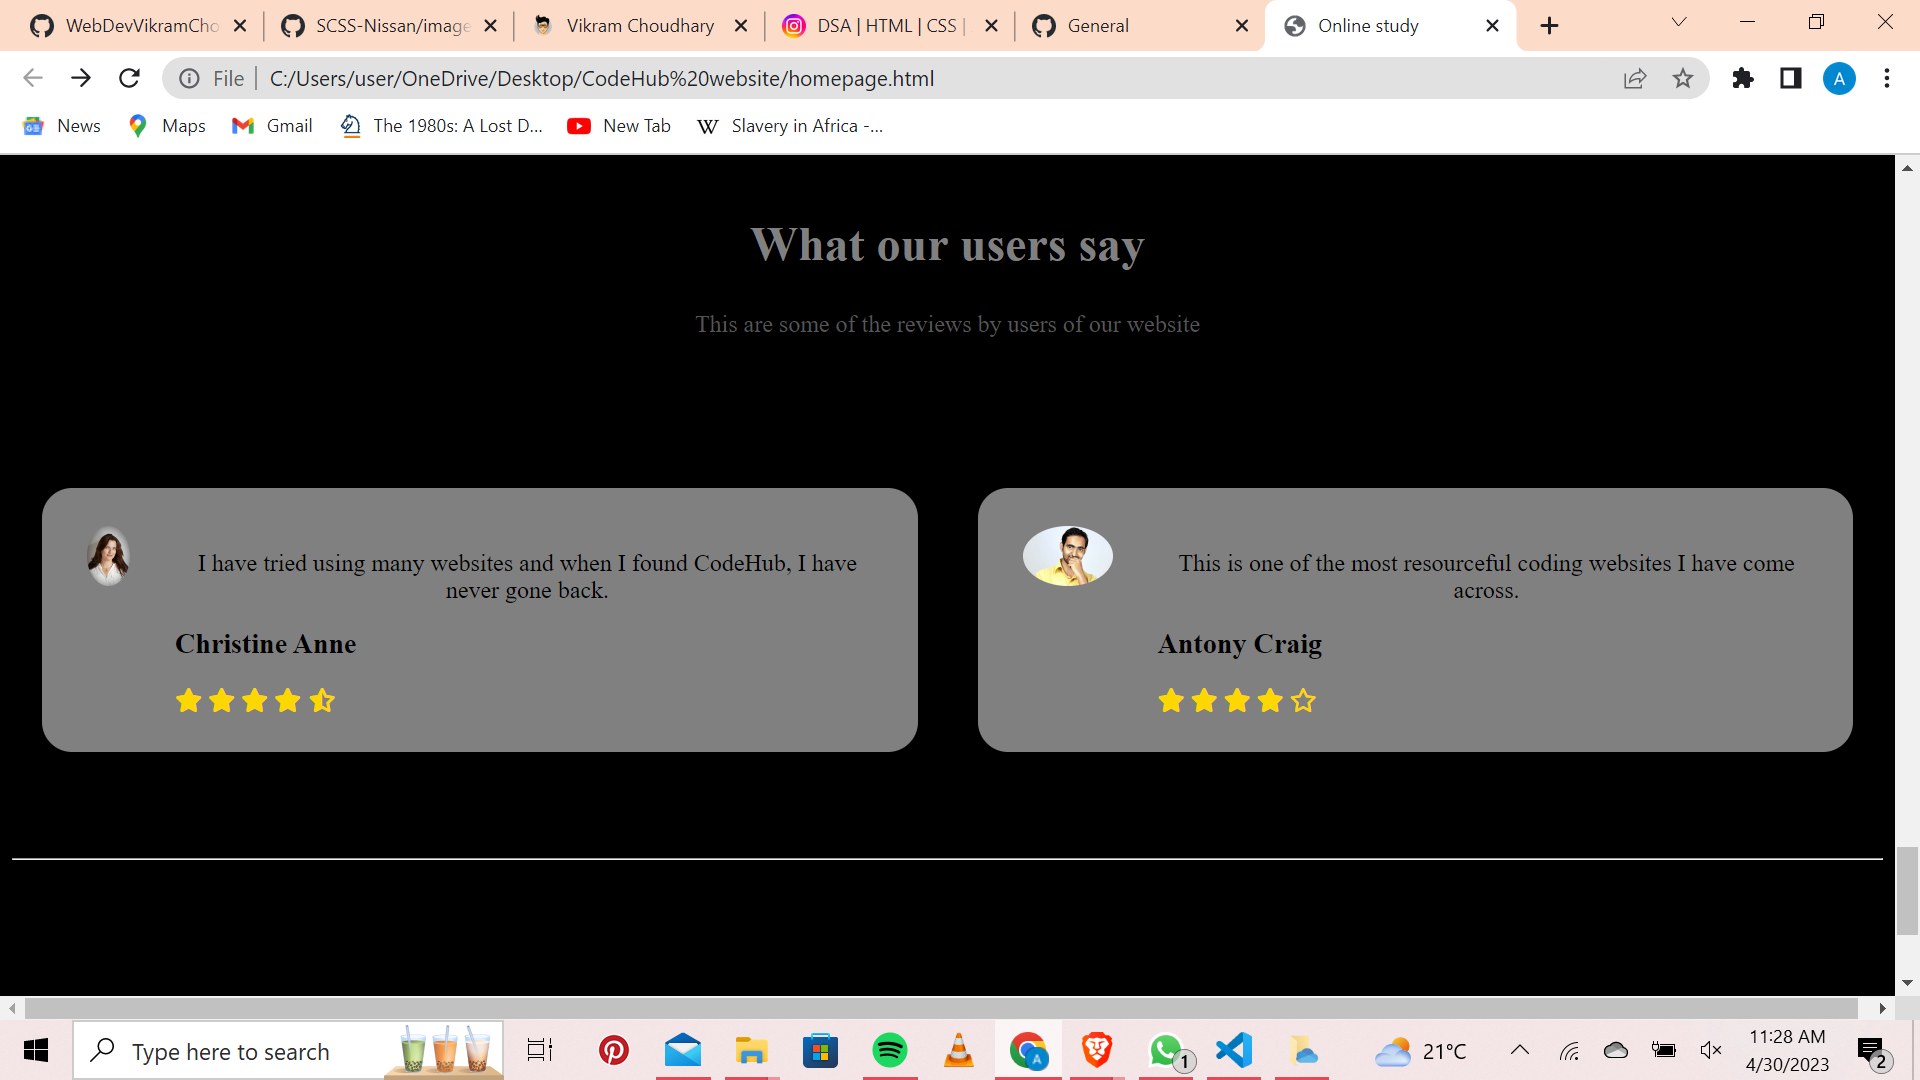 WebDevVikramCho
SCSS-Nissan/image
Vikram Choudhary
DSA | HTML | CSS |
General
Online study
File
C:/Users/user/OneDrive/Desktop/CodeHub%20website/homepage.html
A
News
Maps
Gmail
The 1980s: A Lost D...
New Tab
W
Slavery in Africa -...
What our users say
This are some of the reviews by users of our website
I have tried using many websites and when I found CodeHub, I have
never gone back.
Christine Anne
This is one of the most resourceful coding websites I have come
across.
Antony Craig
Type here to search
A
1
21°C
11:28 AM
4/30/2023
2